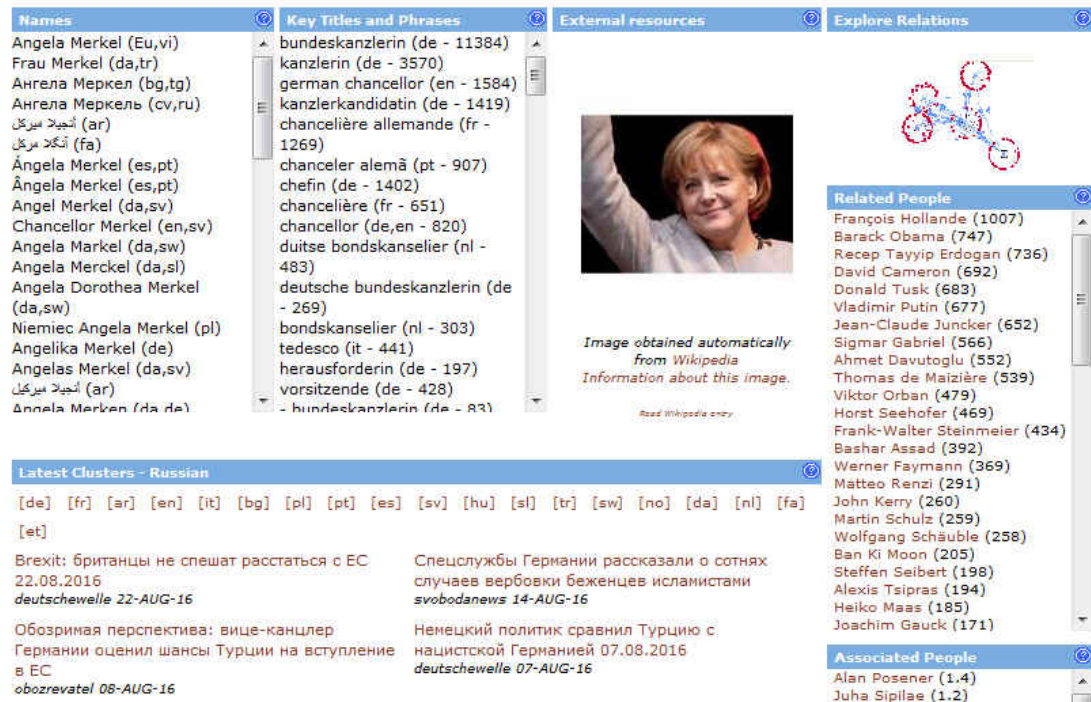 Names
Angela Merkel (Eu,vi)
Frau Merkel (da,tr)
Ангела Меркел (bg,tg)
Ангела Меркель (cv,ru)
أنجيلا ميركل (ar)
آنگلا مرکل (fa)
Ángela Merkel (es,pt)
Ângela Merkel (es,pt)
Angel Merkel (da,sv)
Chancellor Merkel (en,sv)
Angela Markel (da,sw)
Angela Merckel (da,sl)
Angela Dorothea Merkel
(da,sw)
Niemiec Angela Merkel (pl)
Angelika Merkel (de)
Angelas Merkel (da,sv)
أنجيلا ميركيل (ar)
Angela Merken (da,de)
Key Titles and Phrases
bundeskanzlerin (de - 11384)
kanzlerin (de - 3570)
german chancellor (en - 1584)
kanzlerkandidatin (de - 1419)
chancelière allemande (fr -
1269)
chanceler alemã (pt - 907)
chefin (de - 1402)
chancelière (fr - 651)
chancellor (de,en - 820)
duitse bondskanselier (nl -
483)
deutsche bundeskanzlerin (de
- 269)
bondskanselier (nl - 303)
tedesco (it - 441)
herausforderin (de - 197)
vorsitzende (de - 428)
- bundeskanzlerin (de - 83)
External resources
Image obtained automatically
from Wikipedia
Information about this image.
Read Wikipedia entry
Explore Relations
Related People
François Hollande (1007)
Barack Obama (747)
Recep Tayyip Erdogan (736)
David Cameron (692)
Donald Tusk (683)
Vladimir Putin (677)
Jean-Claude Juncker (652)
Sigmar Gabriel (566)
Ahmet Davutoglu (552)
Thomas de Maizière (539)
Viktor Orban (479)
Horst Seehofer (469)
Frank-Walter Steinmeier (434)
Bashar Assad (392)
Werner Faymann (369)
Matteo Renzi (291)
John Kerry (260)
Martin Schulz (259)
Wolfgang Schäuble (258)
Ban Ki Moon (205)
Steffen Seibert (198)
Alexis Tsipras (194)
Heiko Maas (185)
Joachim Gauck (171)
Associated People
Alan Posener (1.4)
Juha Sipilae (1.2)
Latest Clusters - Russian
[de] [fr] [ar] [en] [it] [bg] [pl] [pt] [es] [sv] [hu] [sl] [tr] [sw] [no] [da] [nl] [fa]
[et]
Brexit: британцы не спешат расстаться с ЕС
22.08.2016
deutschewelle 22-AUG-16
Обозримая перспектива: вице-канцлер
Германии оценил шансы Турции на вступление
в ЕС
obozrevatel 08-AUG-16
Спецслужбы Германии рассказали о сотнях
случаев вербовки беженцев исламистами
svobodanews 14-AUG-16
Немецкий политик сравнил Турцию с
нацистской Германией 07.08.2016
deutschewelle 07-AUG-16